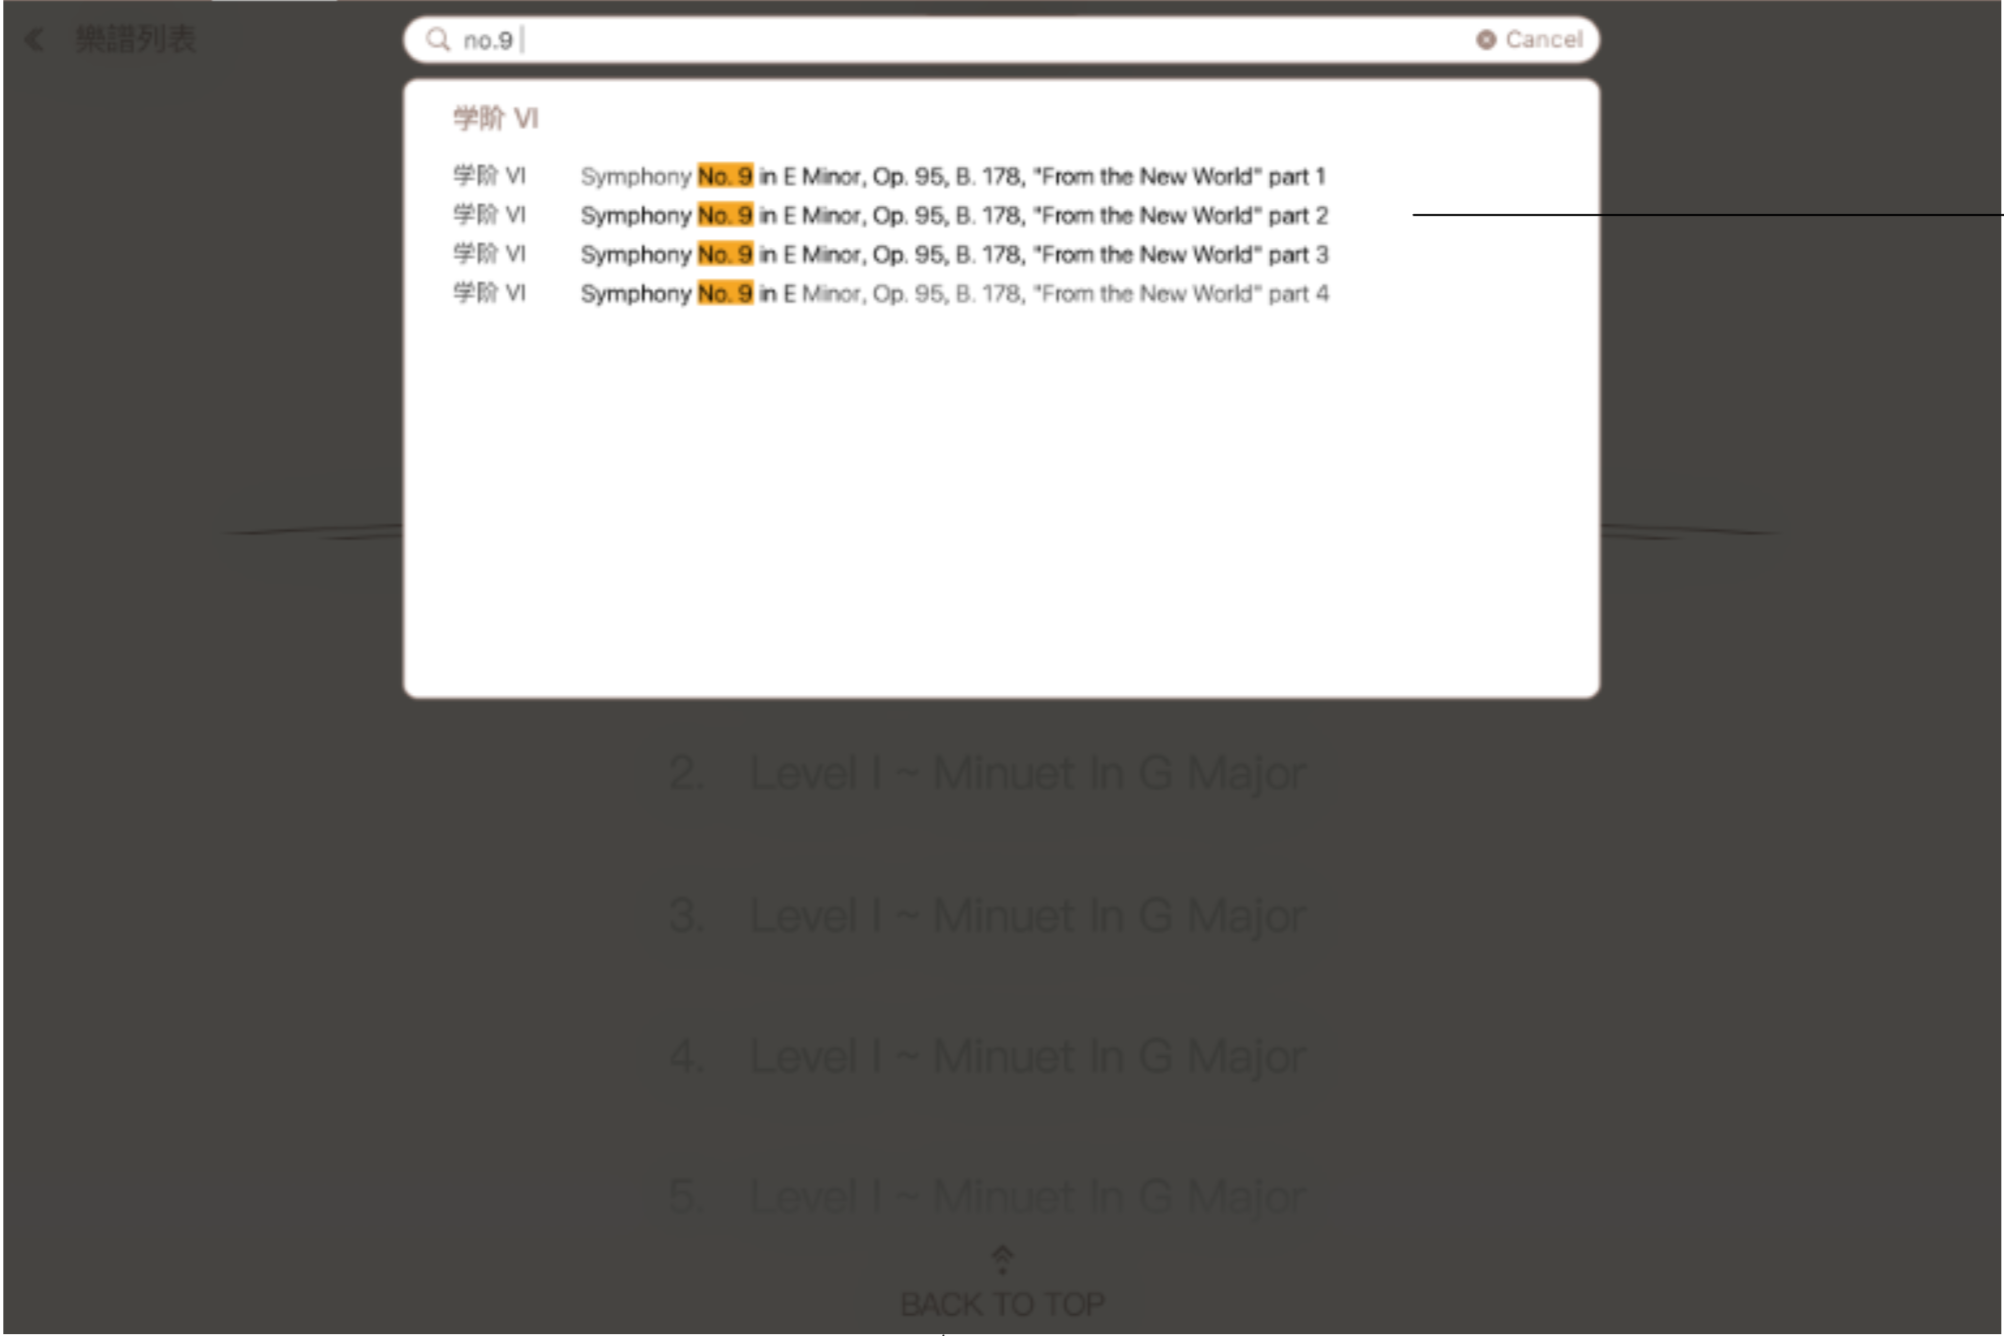 樂譜列表
no.9
Cancel
学阶 VI
学阶 VI Symphony No. 9 in E Minor, Op. 95, B. 178, "From the New World" part 1
学阶 VI Symphony No. 9 in E Minor, Op. 95, B. 178, "From the New World" part 2
学阶 VI Symphony No. 9 in E Minor, Op. 95, B. 178, "From the New World" part 3
学阶 VI Symphony No. 9 in E Minor, Op. 95, B. 178, "From the New World" part 4
2. Level I ~ Minuet In G Major
3. Level I ~ Minuet In G Major
4. Level I ~ Minuet In G Major
5. Level I ~ Minuet In G Major
BACK TO TOP